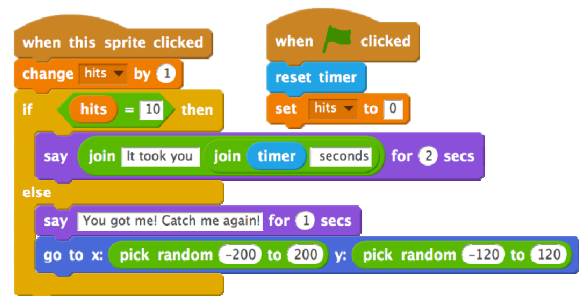 when this sprite clicked
change hits by 1
if hits = 10 then
say join It took you join timer seconds for 2 secs
else
say You got me! Catch me again! for 1 secs
go to x: pick random -200 to 200 y: pick random -120 to 120
when clicked
reset timer
set hits to 0